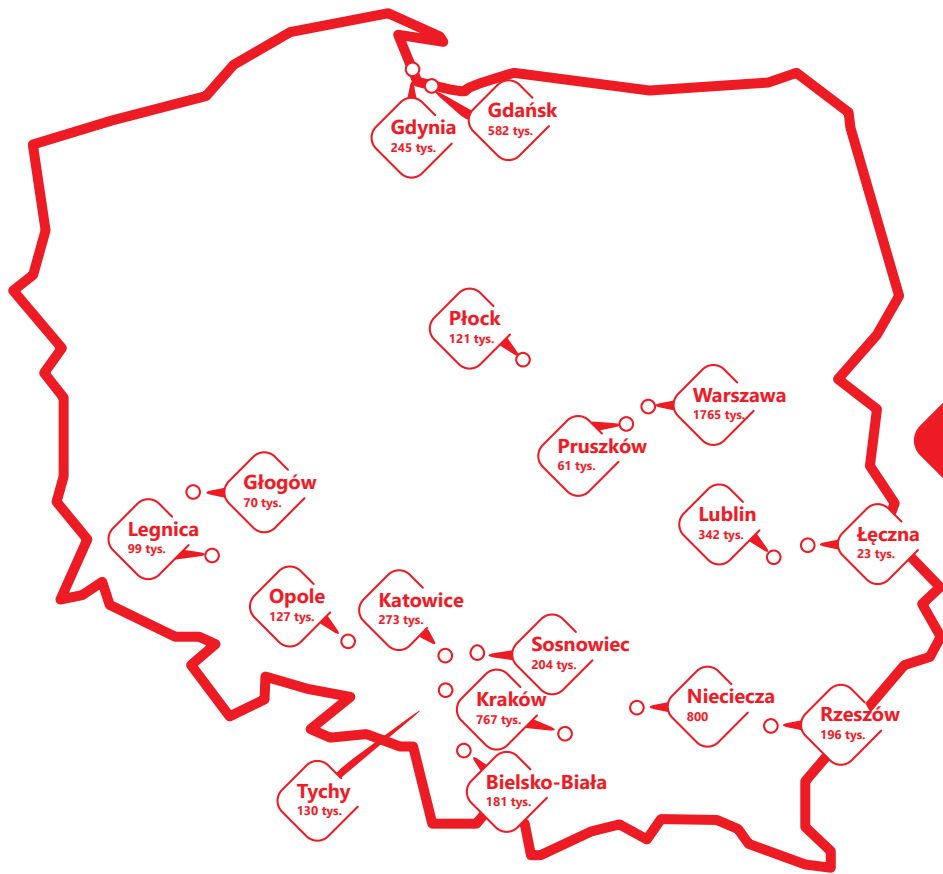 Gdynia
245 tys.
Gdańsk
582 tys.
Płock
121 tys.
Warszawa
1765 tys.
Pruszków
61 tys.
Głogów
70 tys.
Legnica
99 tys.
Lublin
342 tys.
Łęczna
23 tys.
Opole
127 tys.
Katowice
273 tys.
Sosnowiec
204 tys.
Kraków
767 tys.
Nieciecza
800
Rzeszów
196 tys.
Tychy
130 tys.
Bielsko-Biała
181 tys.